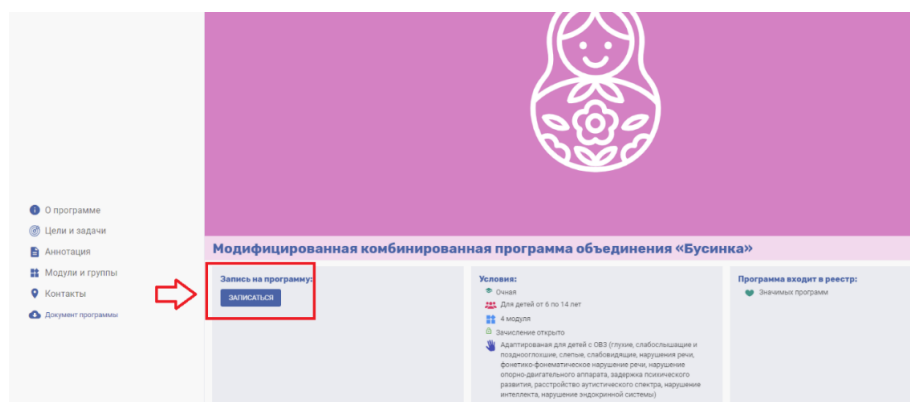 О программе
Цели и задачи
Аннотация
Модули и группы
Контакты
Документ программы
Модифицированная комбинированная программа объединения «Бусинка»
Запись на программу:
ЗАПИСАТЬСЯ
Условия:
Очная
Для детей от 6 по 14 лет
4 модуля
Зачисление открыто
Адаптированая для детей с ОВЗ (глухие, слабослышащие и
позднооглохшие, слепые, слабовидящие, нарушения речи,
фонетико-фонематическое нарушение речи, нарушение
опорно-двигательного аппарата, задержка психического
развития, расстройство аутистического спектра, нарушение
интеллекта, нарушение эндокринной системы)
Программа входит в реестр:
Значимых программ